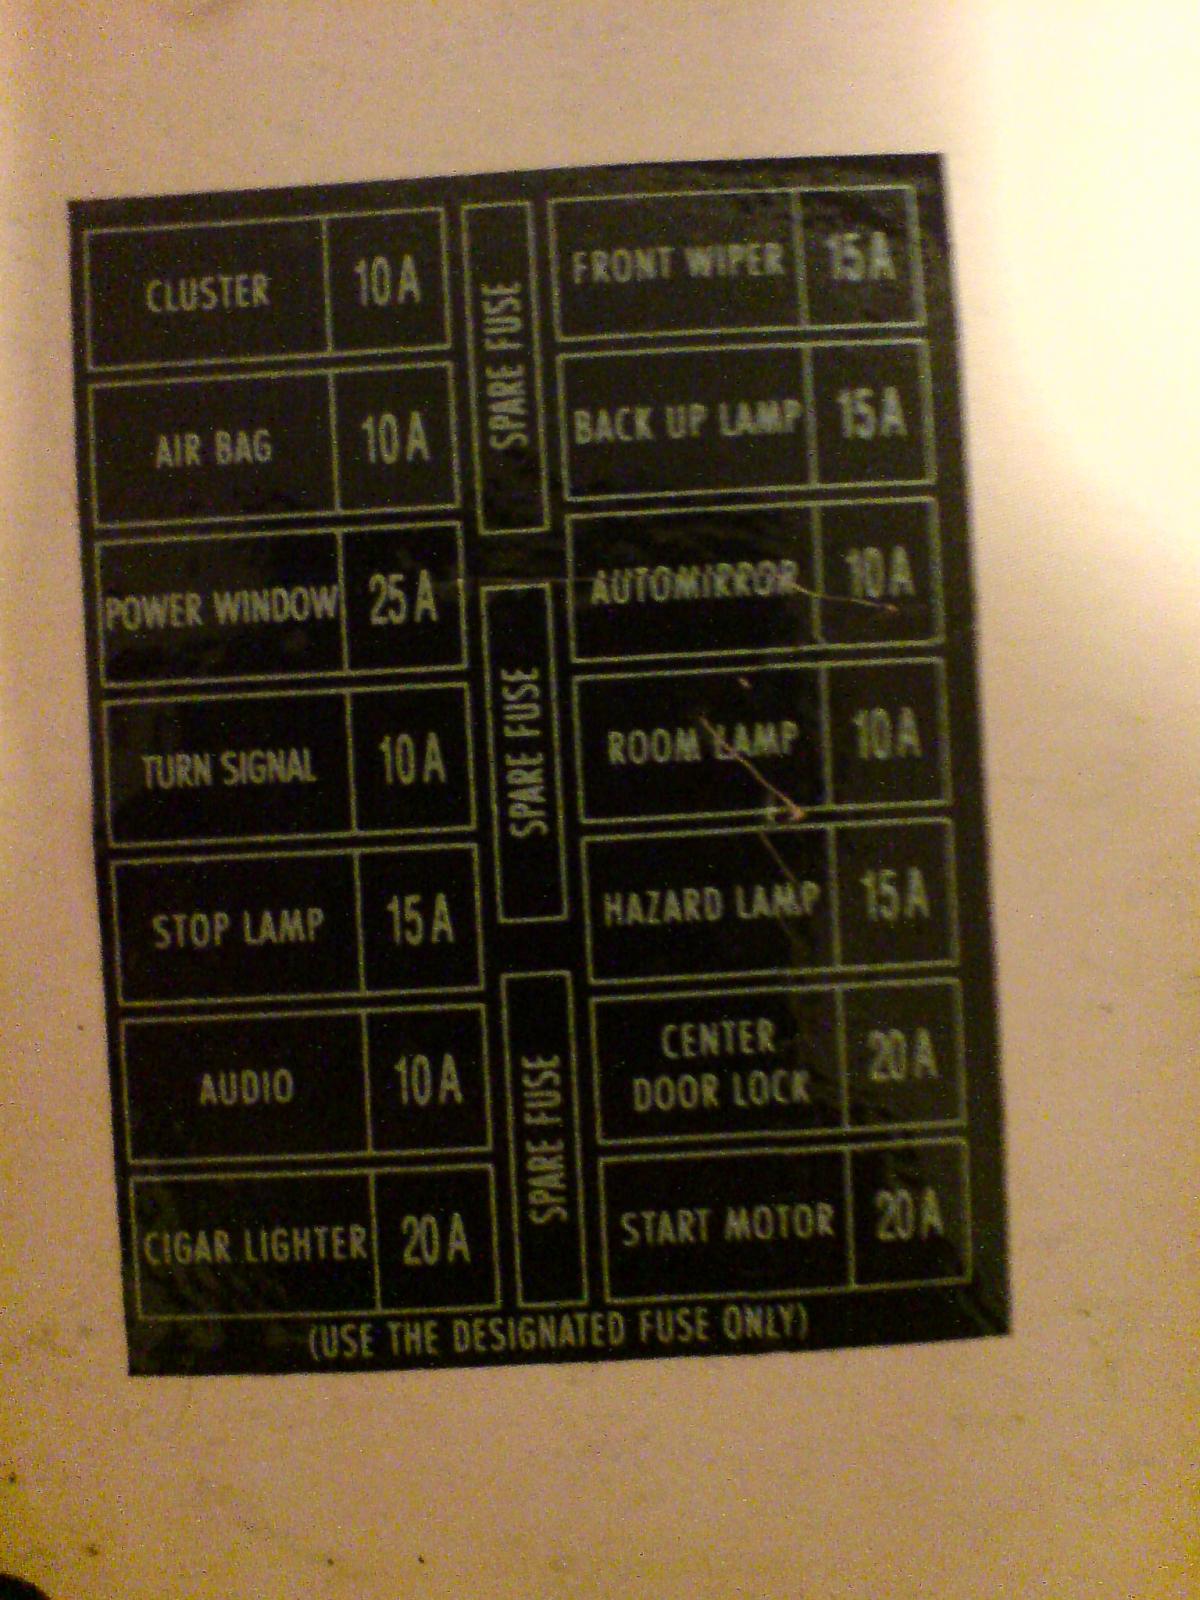 CLUSTER 10A
AIR BAG 10A
POWER WINDOW 25A
TURN SIGNAL 10A
STOP LAMP 15A
AUDIO 10A
CIGAR LIGHTER 20A
SPARE FUSE
SPARE FUSE
SPARE FUSE
FRONT WIPER 15A
BACK UP LAMP 15A
AUTOMIRROR 10A
ROOM LAMP 10A
HAZARD LAMP 15A
CENTER
DOOR LOCK 20A
START MOTOR 20A
(USE THE DESIGNATED FUSE ONLY)